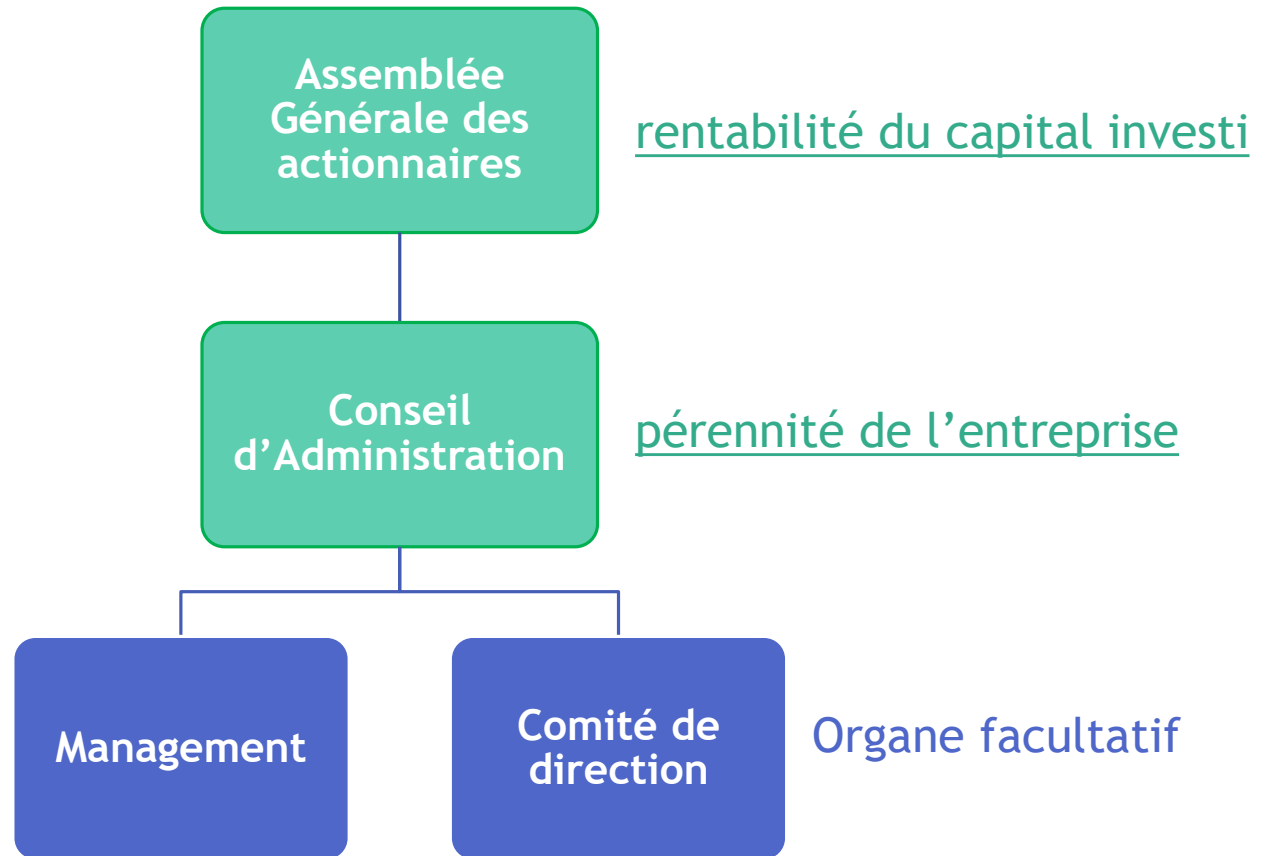 Assemblée
Générale des
actionnaires
rentabilité du capital investi
Conseil
d’Administration
pérennité de l’entreprise
Management
Comité de
direction
Organe facultatif